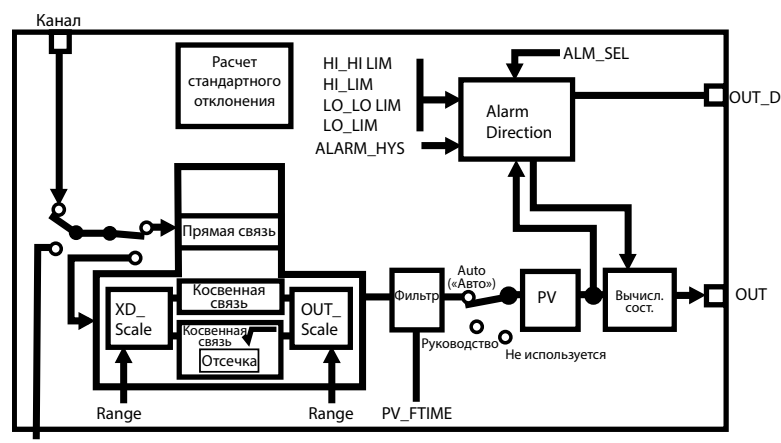 Канал
Расчет
стандартного
отклонения
HI_HI LIM
HI_LIM
LO_LO LIM
LO_LIM
ALARM_HYS
ALM_SEL
Alarm
Direction
OUT_D
Прямая связь
XD_
Scale
Косвенная
связь
Косвенная
связь
Отсечка
OUT_
Scale
Фильтр
Auto
(«Авто»)
PV
Вычисл.
сост.
OUT
Руководство
Не используется
Range
Range
PV_FTIME